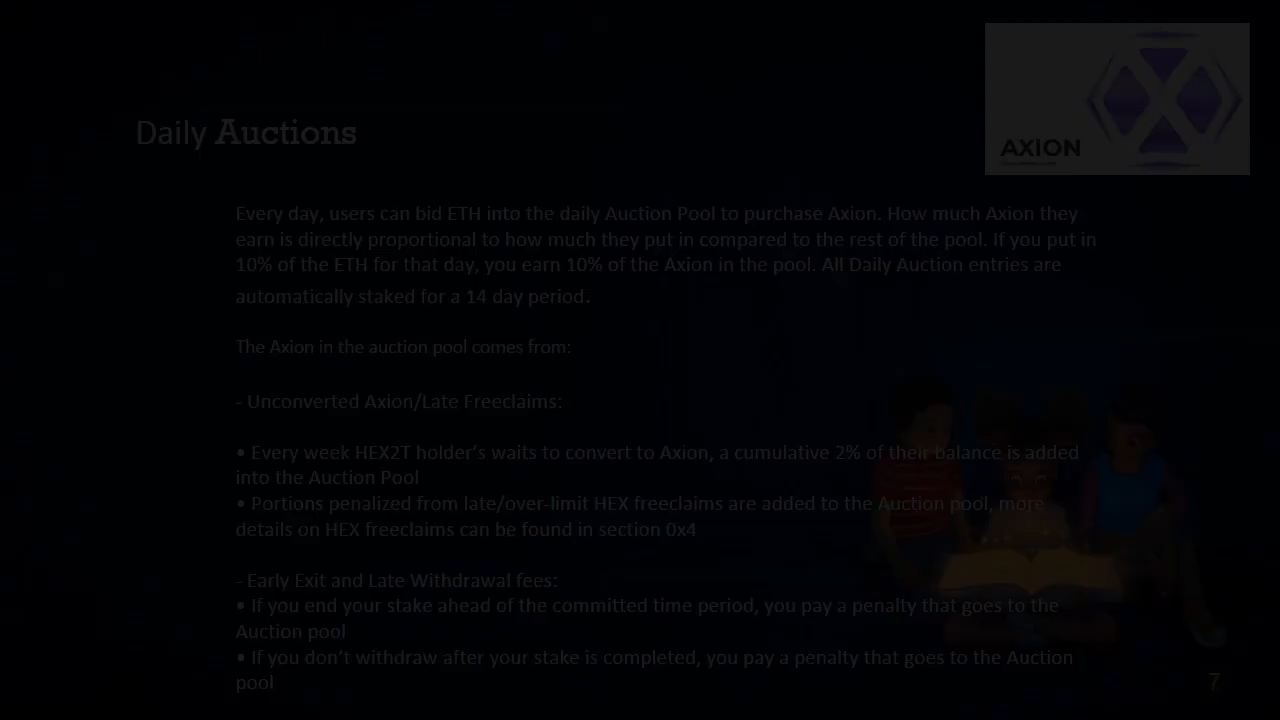 Daily Auctions
AXION
Every day, users can bid ETH into the daily Auction Pool to purchase Axion. How much Axion they
earn is directly proportional to how much they put in compared to the rest of the pool. If you put in
10% of the ETH for that day, you earn 10% of the Axion in the pool. All Daily Auction entries are
automatically staked for a 14 day period.
The Axion in the auction pool comes from:
- Unconverted Axion/Late Freeclaims:
• Every week HEX2T holder’s waits to convert to Axion, a cumulative 2% of their balance is added
into the Auction Pool
• Portions penalized from late/over-limit HEX freeclaims are added to the Auction pool, more
details on HEX freeclaims can be found in section 0x4
- Early Exit and Late Withdrawal fees:
• If you end your stake ahead of the committed time period, you pay a penalty that goes to the
Auction pool
• If you don’t withdraw after your stake is completed, you pay a penalty that goes to the Auction
pool
7